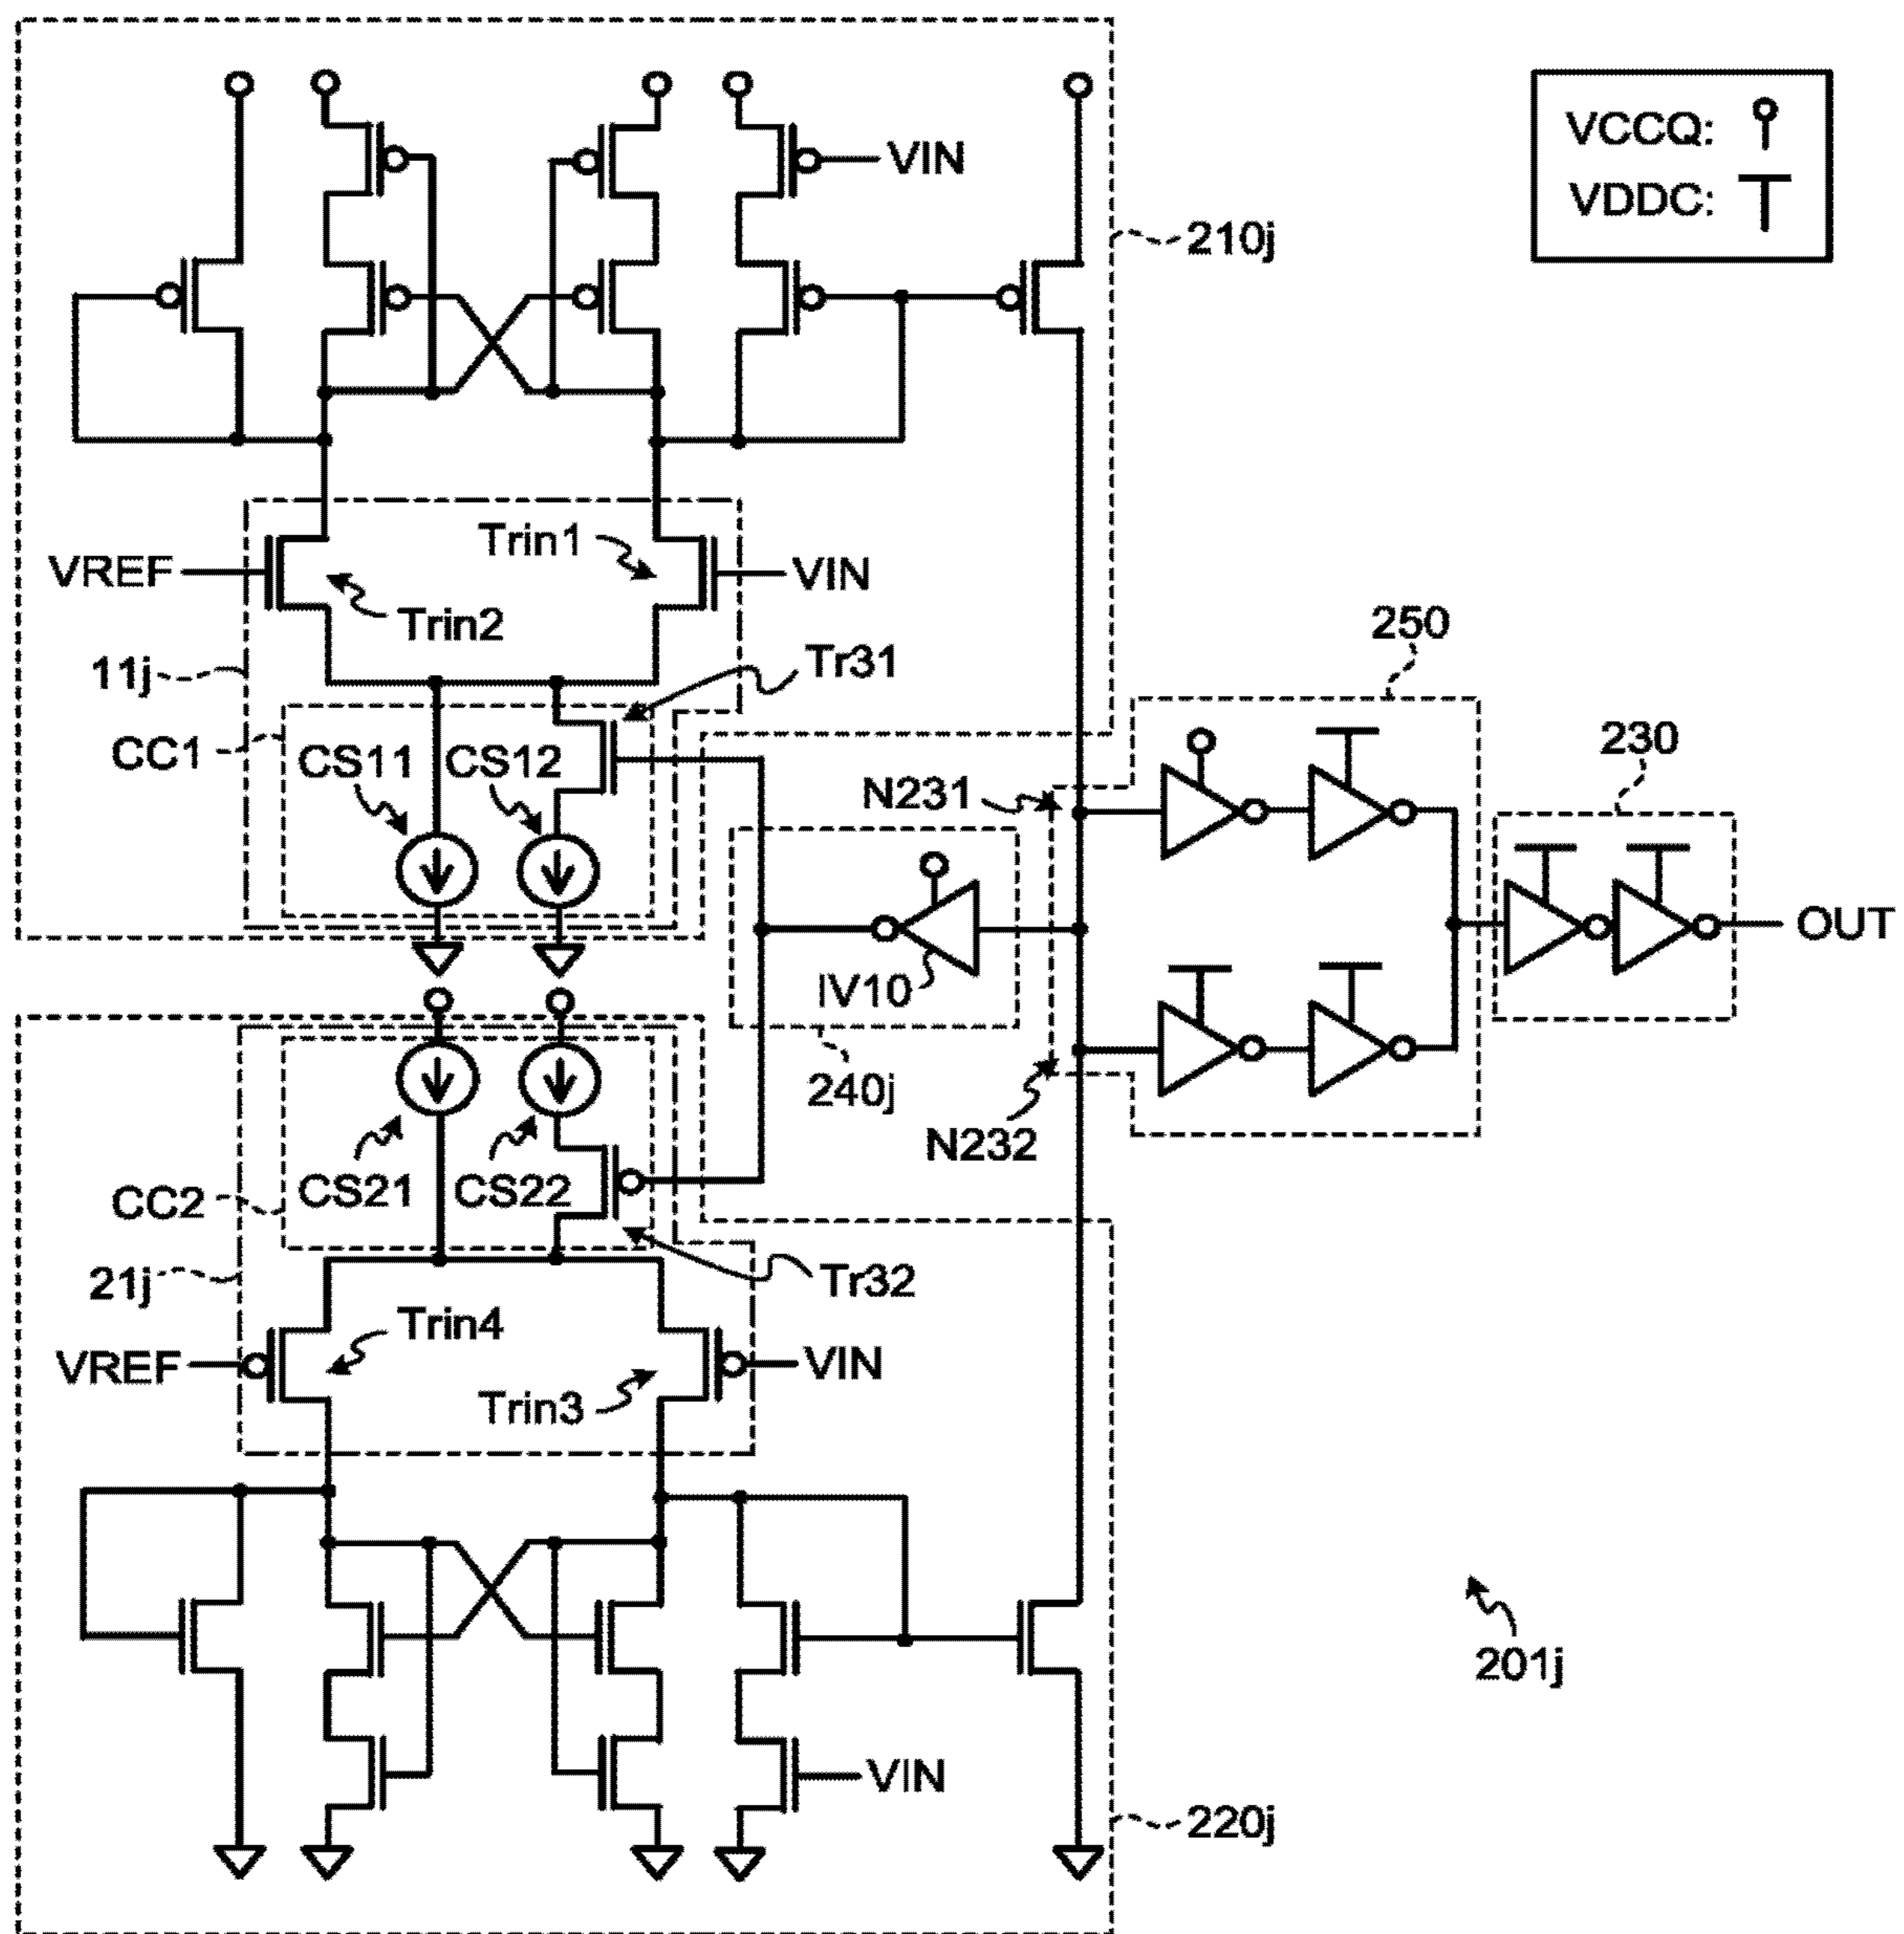 VCCQ:
VDDC:
VIN
210j
VREF
Trin2
Trin1
VIN
11j
Tr31
CC1
CS11
CS12
N231
250
230
OUT
IV10
240j
N232
CC2
CS21
CS22
21j
Tr32
Trin4
VREF
Trin3
VIN
201j
VIN
220j